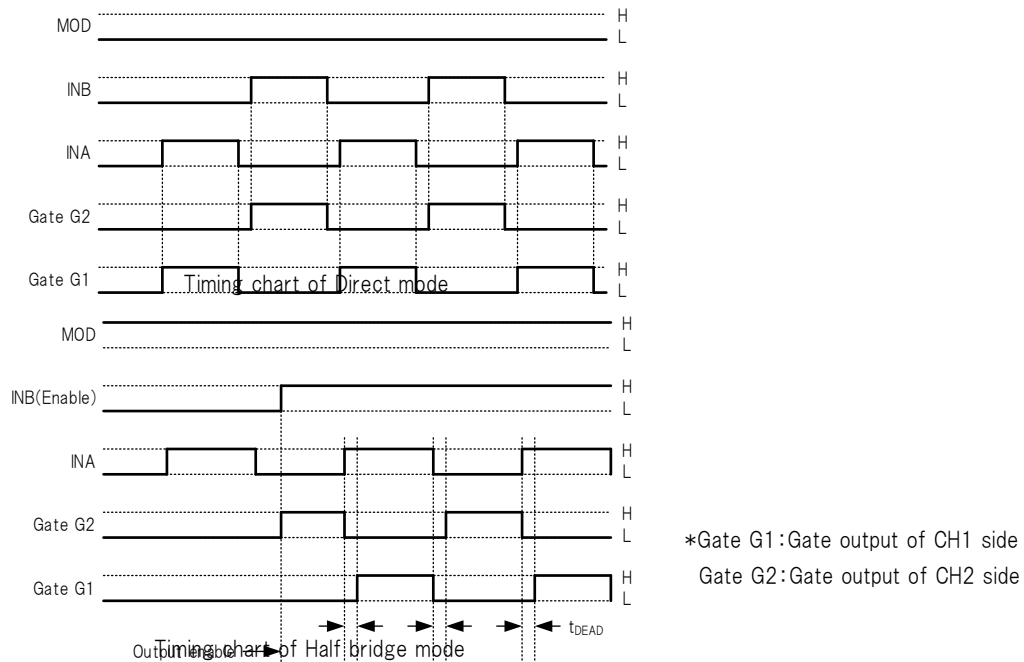 MOD H
L
INB H
L
INA H
L
Gate G2 H
L
Gate G1 H
L
Timing chart of Direct mode
MOD H
L
INB(Enable) H
L
INA H
L
Gate G2 H
L
*Gate G1:Gate output of CH1 side
Gate G2:Gate output of CH2 side
Gate G1 H
L
tDEAD
Output enable
Timing chart of Half bridge mode